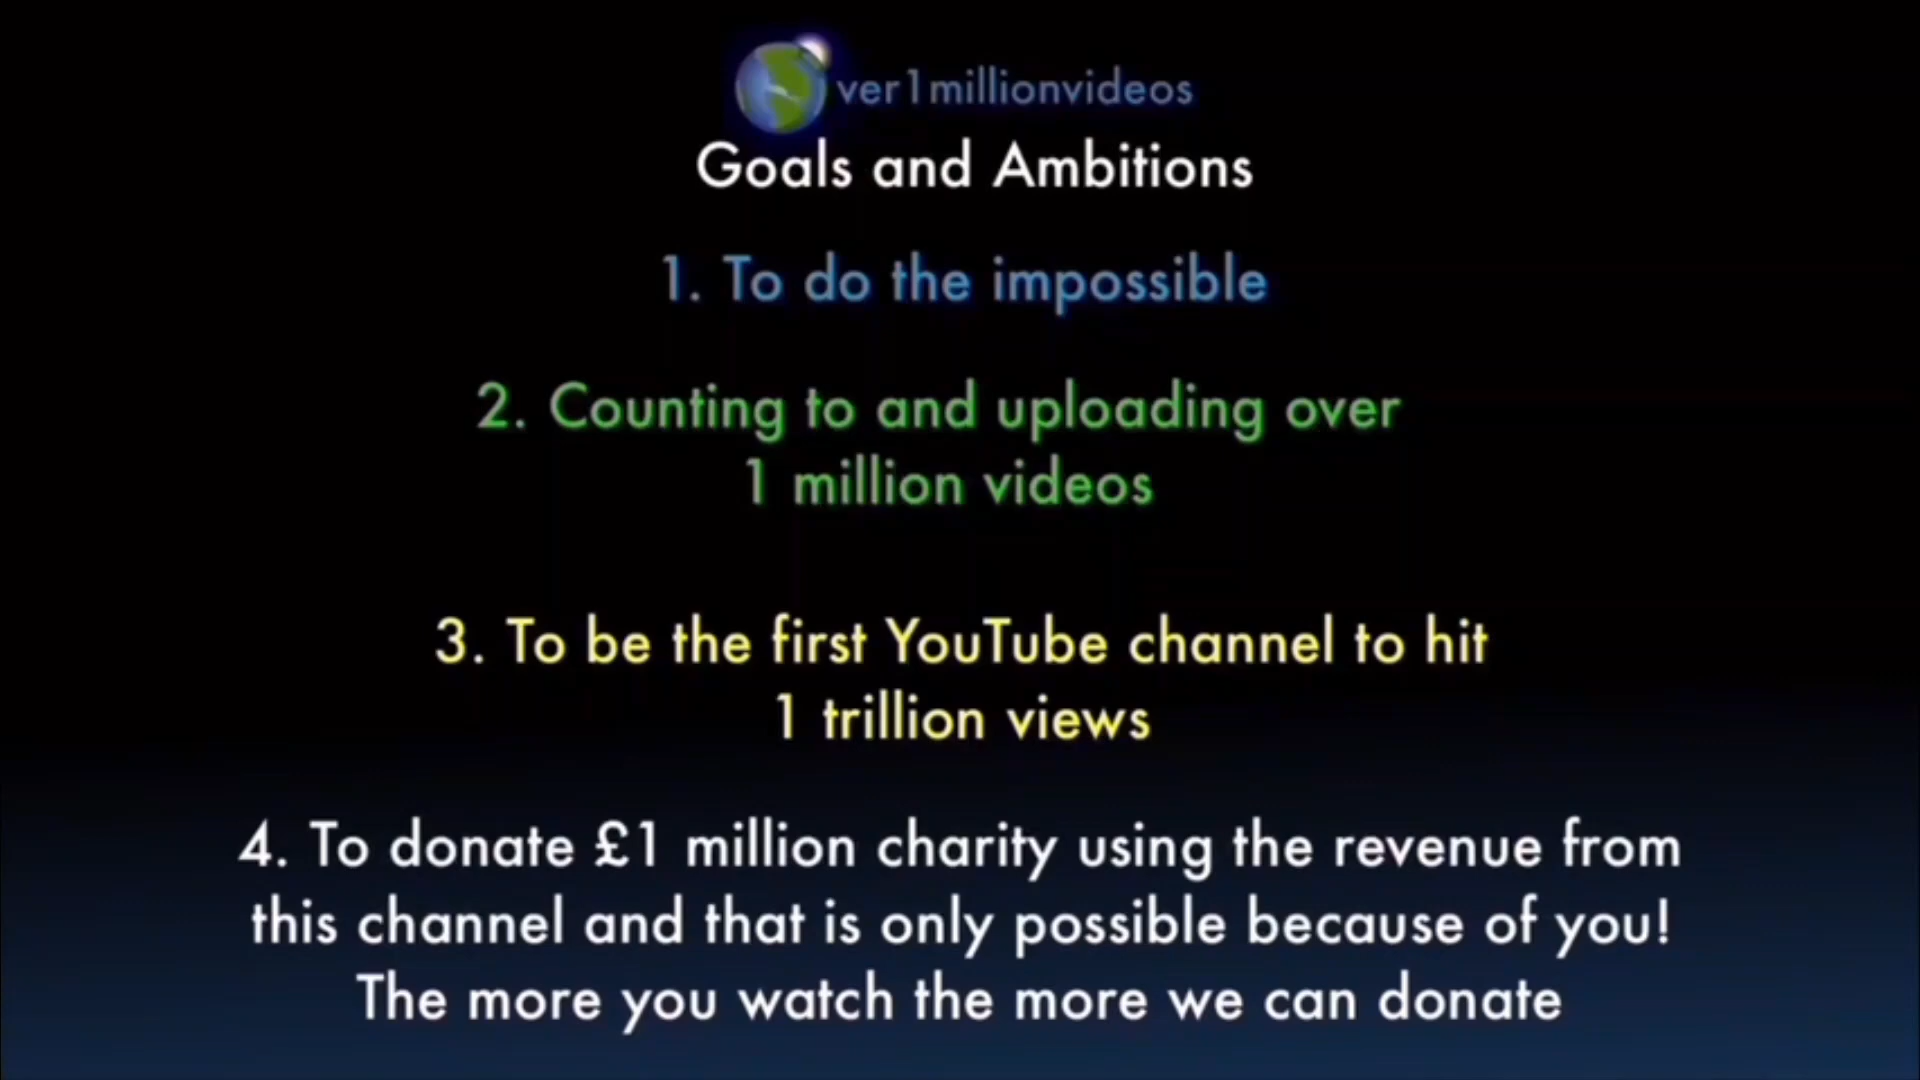 ver1millionvideos
Goals and Ambitions
1. To do the impossible
2. Counting to and uploading over
1 million videos
3. To be the first YouTube channel to hit
1 trillion views
4. To donate £1 million charity using the revenue from
this channel and that is only possible because of you!
The more you watch the more we can donate